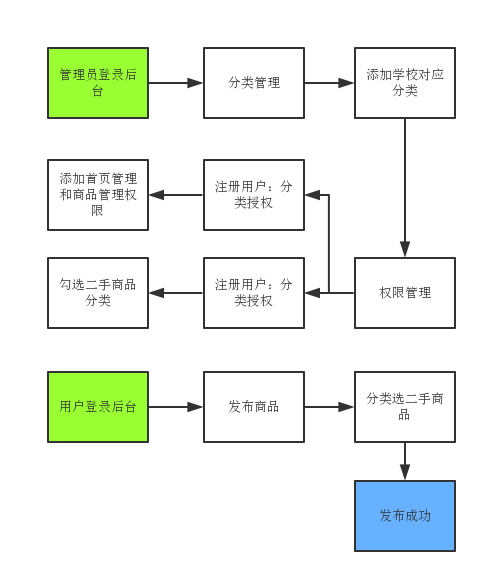 管理员登录后
台
分类管理
添加学校对应
分类
添加首页管理
和商品管理权
限
注册用户：分
类授权
勾选二手商品
分类
注册用户：分
类授权
权限管理
用户登录后台
发布商品
分类选二手商
品
发布成功